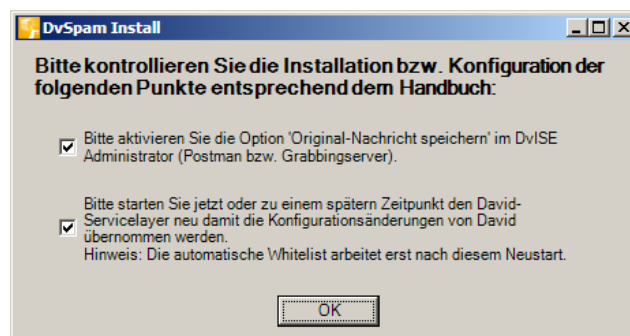 DvSpam Install
Bitte kontrollieren Sie die Installation bzw. Konfiguration der
folgenden Punkte entsprechend dem Handbuch:
Bitte aktivieren Sie die Option 'Original-Nachricht speichern' im DvISE
Administrator (Postman bzw. Grabbingserver).
Bitte starten Sie jetzt oder zu einem spätern Zeitpunkt den David-
Servicelayer neu damit die Konfigurationsänderungen von David
übernommen werden.
Hinweis: Die automatische Whitelist arbeitet erst nach diesem Neustart.
OK